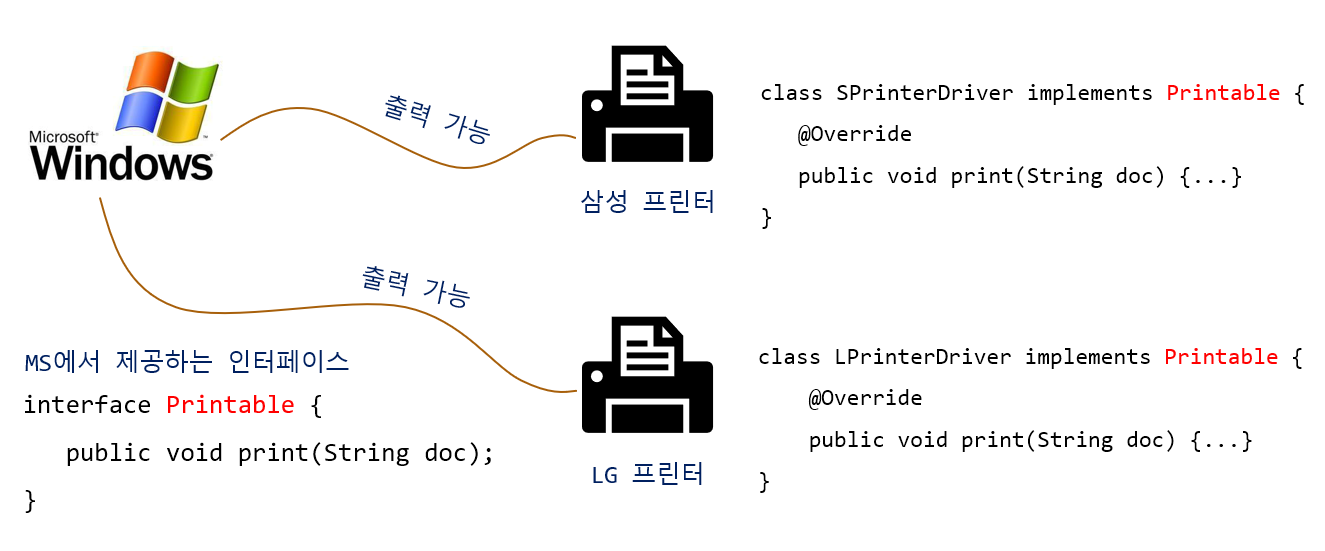 Microsoft®
Windows
출력 가능
삼성 프린터
class SPrinterDriver implements Printable {
@Override
public void print(String doc) {...}
}
출력 가능
MS에서 제공하는 인터페이스
interface Printable {
public void print(String doc);
}
LG 프린터
class LPrinterDriver implements Printable {
@Override
public void print(String doc) {...}
}